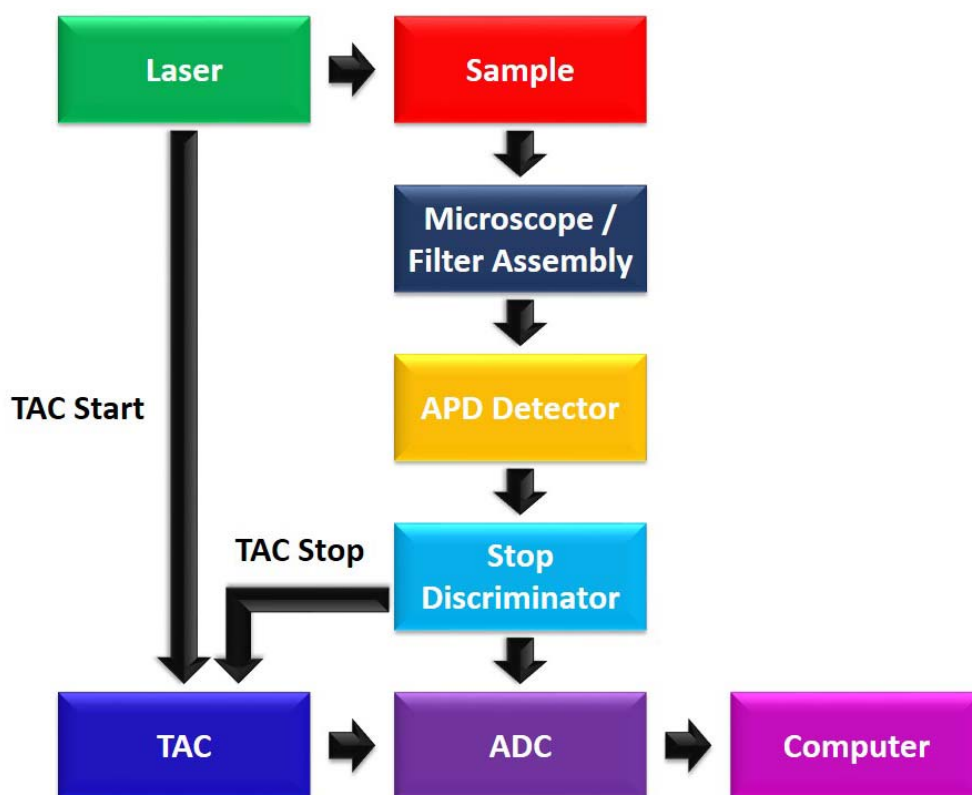 Laser
Sample
Microscope /
Filter Assembly
APD Detector
TAC Start
TAC Stop
Stop
Discriminator
TAC
ADC
Computer